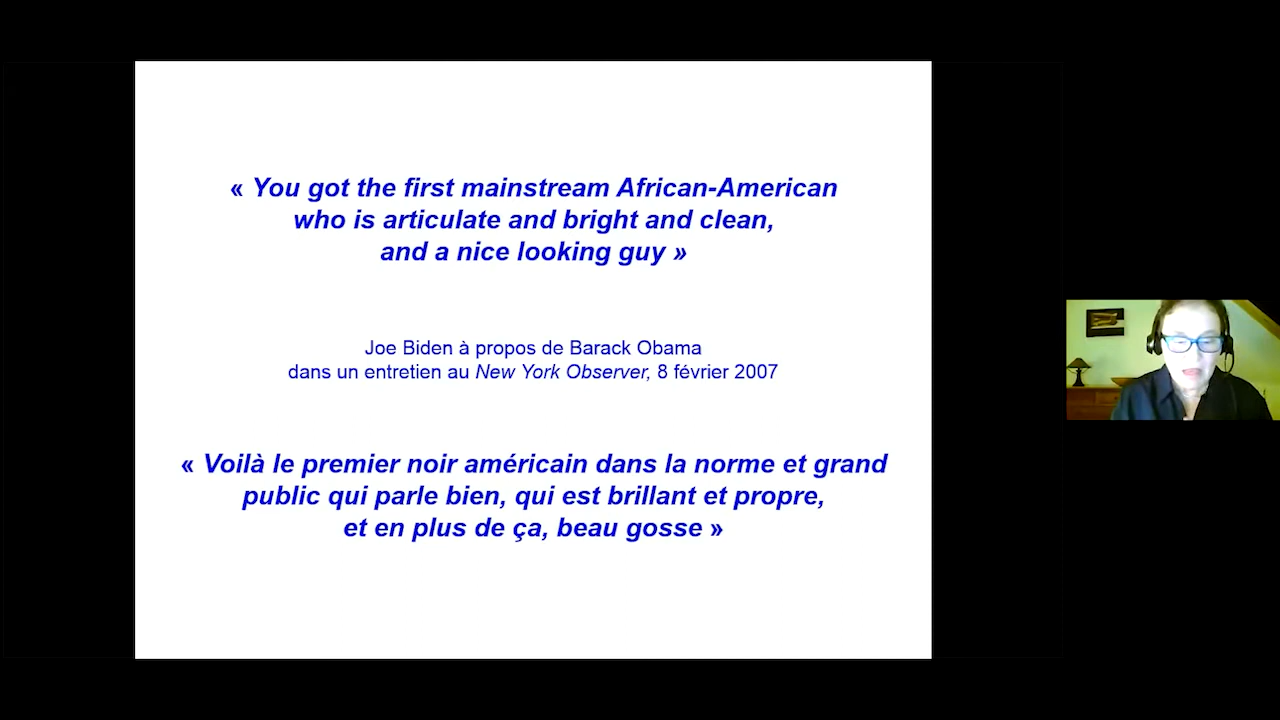 « You got the first mainstream African-American
who is articulate and bright and clean,
and a nice looking guy »
Joe Biden à propos de Barack Obama
dans un entretien au New York Observer, 8 février 2007
« Voilà le premier noir américain dans la norme et grand
public qui parle bien, qui est brillant et propre,
et en plus de ça, beau gosse »